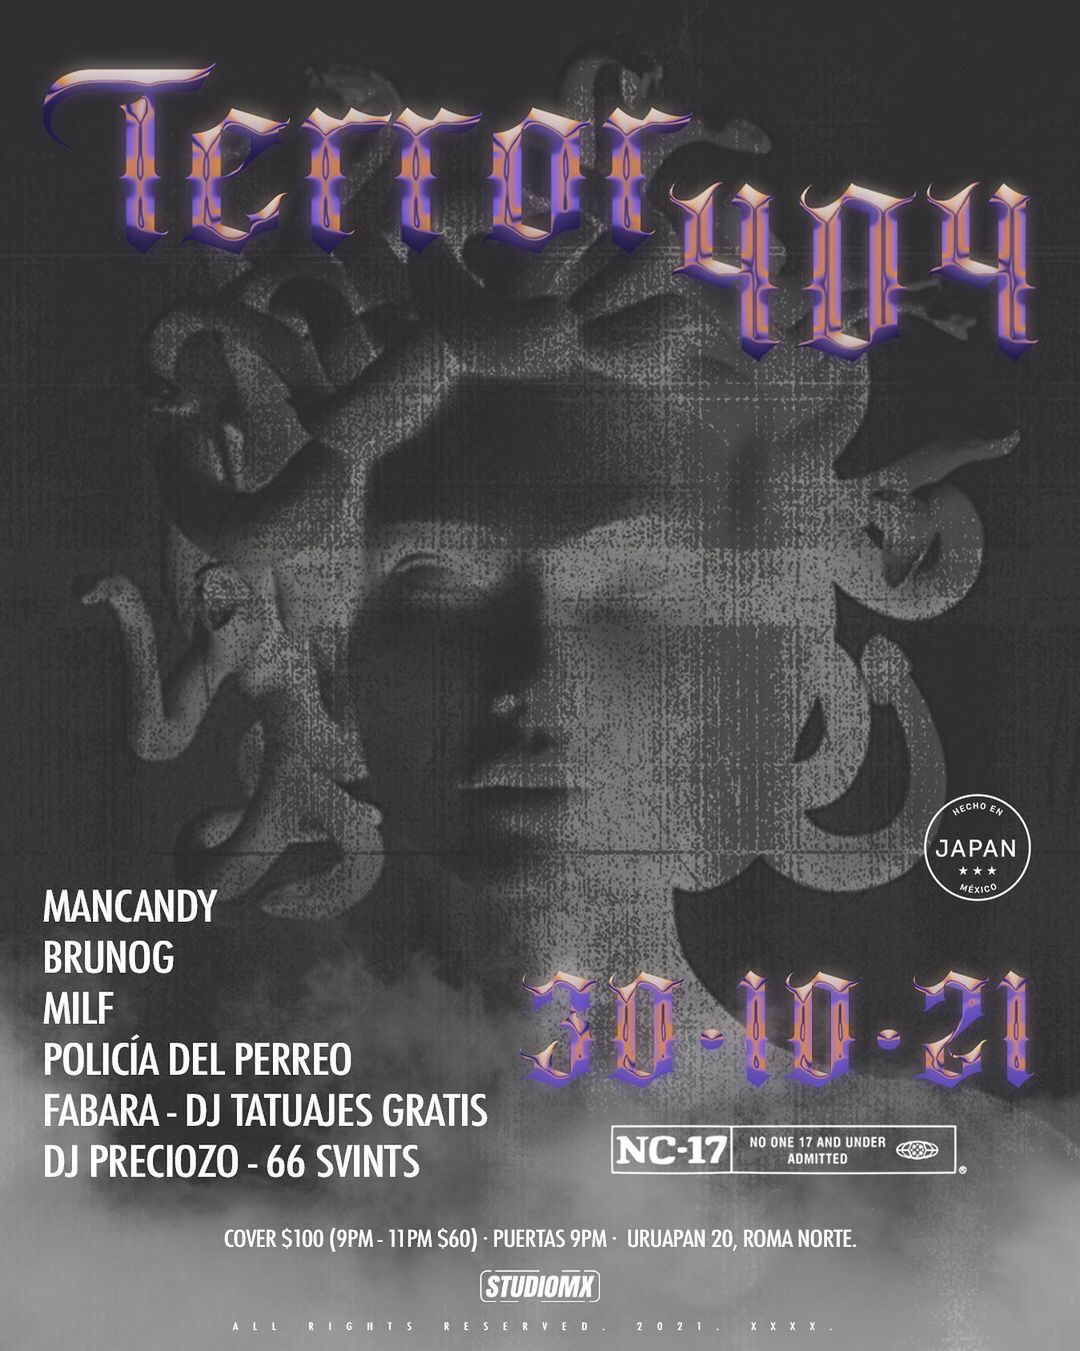 Terror
404
HECHO EN
JAPAN
★★★
MÉXICO
MANCANDY
BRUNOG
MILF
POLICÍA DEL PERREO
FABARA - DJ TATUAJES GRATIS
DJ PRECIOZO - 66 SVINTS
30·10·21
NC-17 NO ONE 17 AND UNDER
ADMITTED ®
COVER $100 (9PM - 11PM $60) · PUERTAS 9PM · URUAPAN 20, ROMA NORTE.
STUDIOMX
ALL RIGHTS RESERVED. 2021. XXXX.